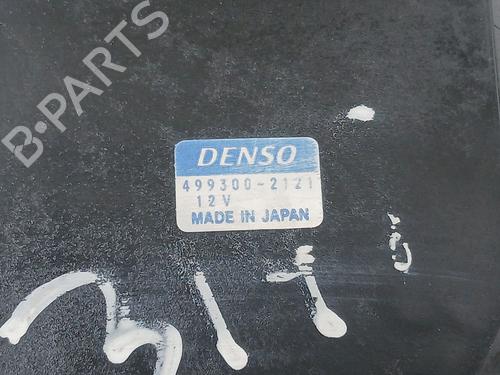 B-PARTS
DENSO
499300-2121
12V
MADE IN JAPAN